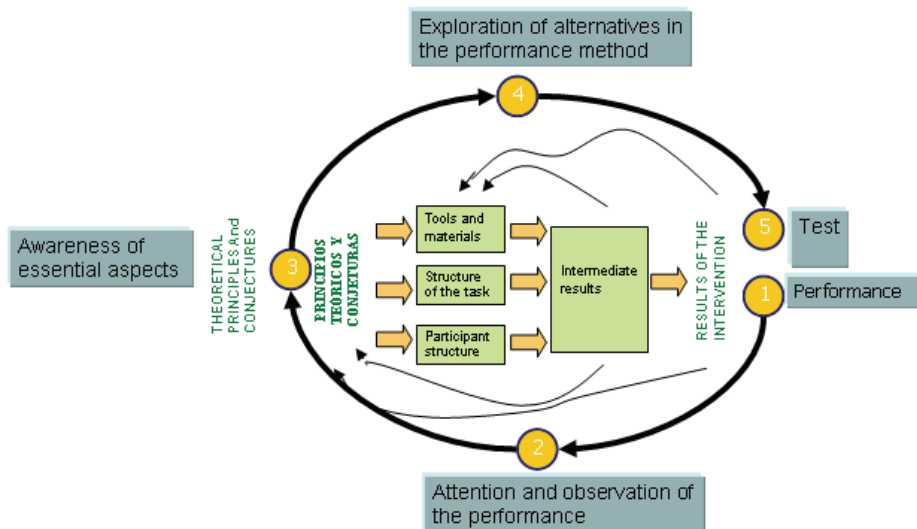 Exploration of alternatives in
the performance method
4
5
Test
1
Performance
Awareness of
essential aspects
3
THEORETICAL
PRINCIPLES And
CONJECTURES
PRINCIPIOS
TEÓRICOS Y
CONJETURAS
Tools and
materials
Structure
of the task
Participant
structure
Intermediate
results
RESULTS OF THE
INTERVENTION
2
Attention and observation of
the performance